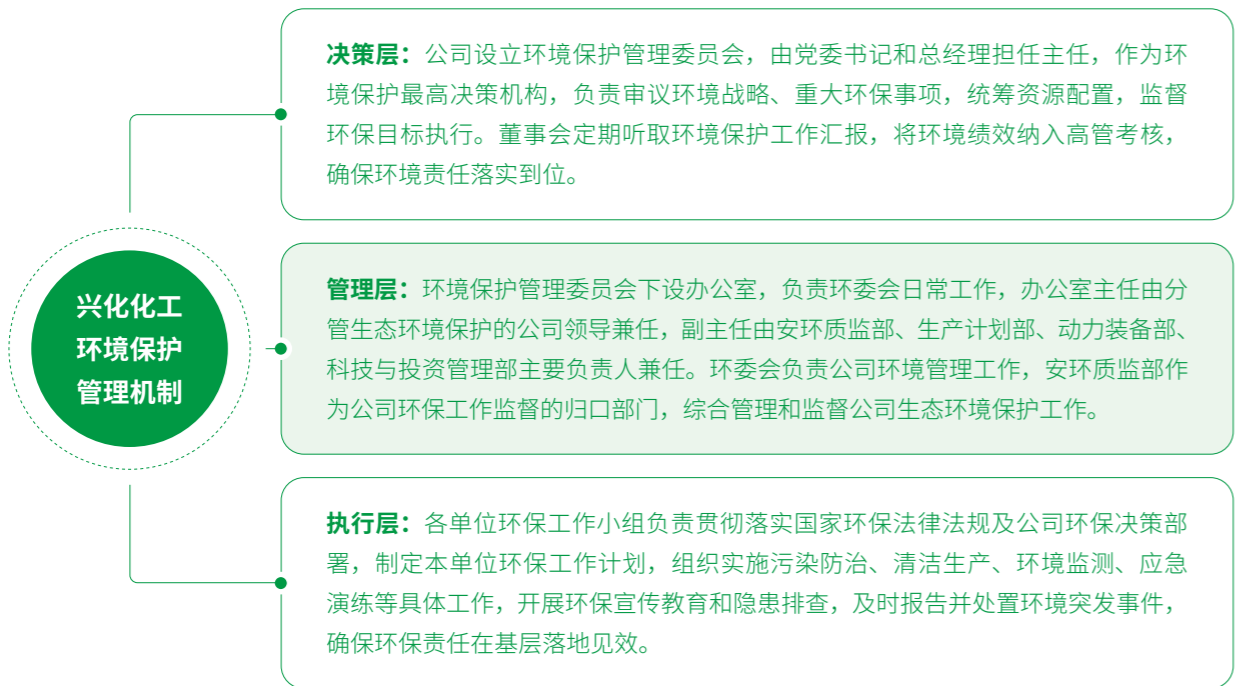 决策层：公司设立环境保护管理委员会，由党委书记和总经理担任主任，作为环
境保护最高决策机构，负责审议环境战略、重大环保事项，统筹资源配置，监督
环保目标执行。董事会定期听取环境保护工作汇报，将环境绩效纳入高管考核，
确保环境责任落实到位。
兴化化工
环境保护
管理机制
管理层：环境保护管理委员会下设办公室，负责环委会日常工作，办公室主任由分
管生态环境保护的公司领导兼任，副主任由安环质监部、生产计划部、动力装备部、
科技与投资管理部主要负责人兼任。环委会负责公司环境管理工作，安环质监部作
为公司环保工作监督的归口部门，综合管理和监督公司生态环境保护工作。
执行层：各单位环保工作小组负责贯彻落实国家环保法律法规及公司环保决策部
署，制定本单位环保工作计划，组织实施污染防治、清洁生产、环境监测、应急
演练等具体工作，开展环保宣传教育和隐患排查，及时报告并处置环境突发事件，
确保环保责任在基层落地见效。